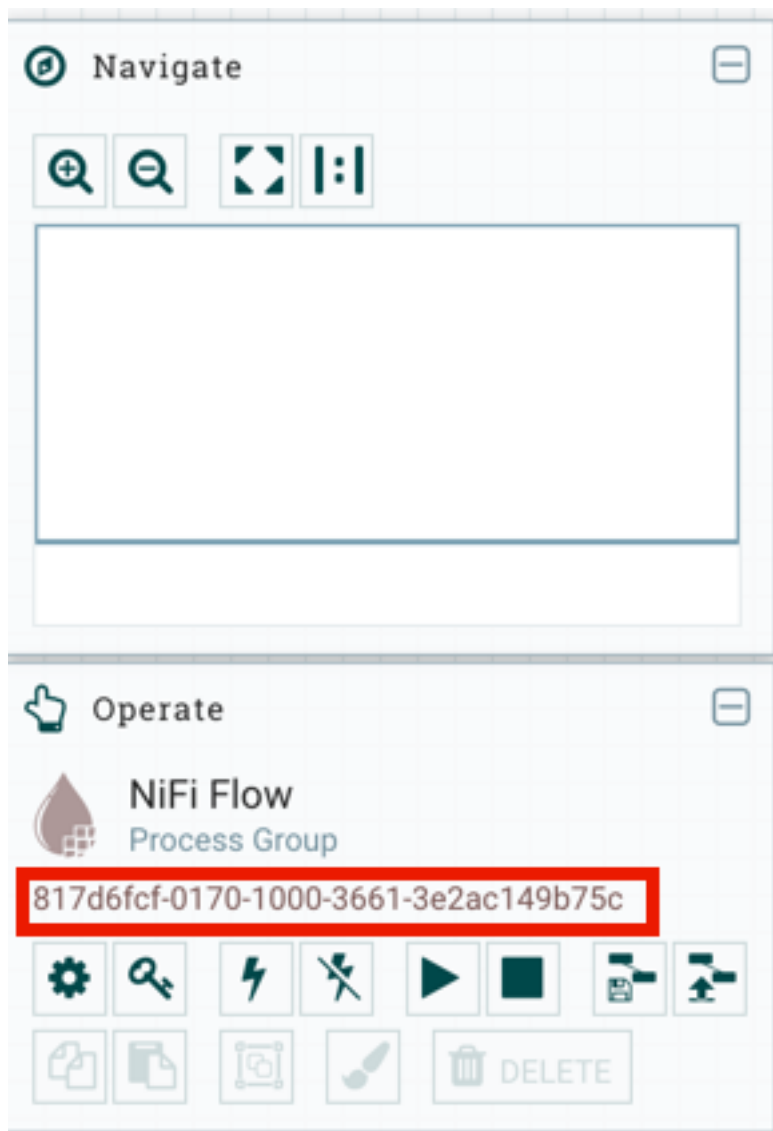 Navigate
Operate
NiFi Flow
Process Group
817d6fcf-0170-1000-3661-3e2ac149b75c
DELETE